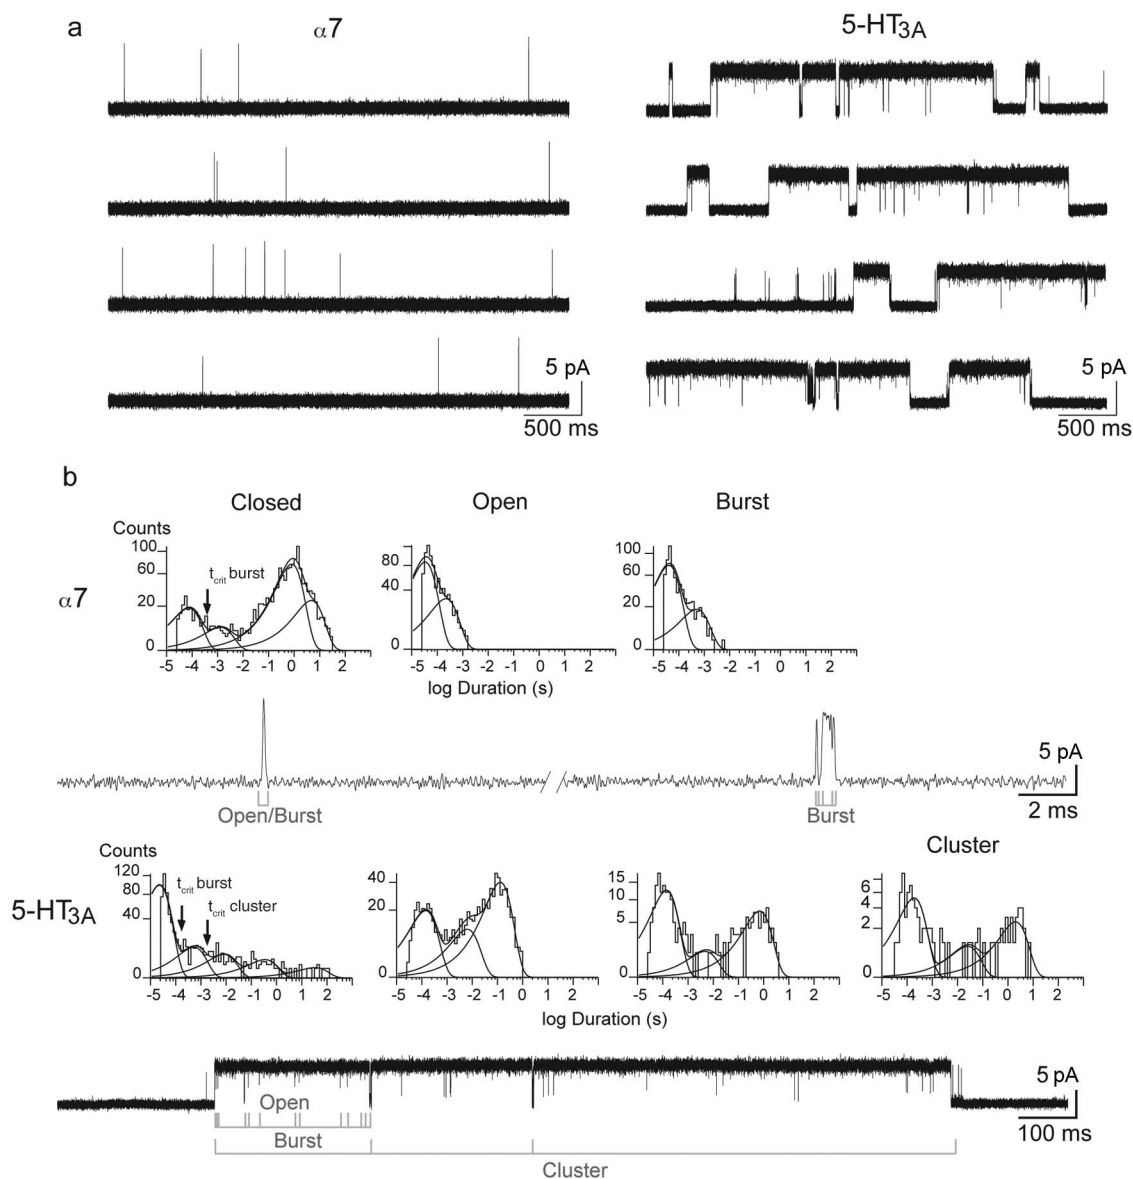 a
α7
5-HT3A
5 pA
500 ms
5 pA
500 ms
b
Closed
Open
Burst
Counts
α7
100
60
20
0
tcrit burst
-5 -4 -3 -2 -1 0 1 2
80
40
0
-5 -4 -3 -2 -1 0 1 2
100
60
20
0
-5 -4 -3 -2 -1 0 1 2
log Duration (s)
5 pA
2 ms
Open/Burst
Burst
Counts
Cluster
5-HT3A
120
80
40
0
tcrit burst
tcrit cluster
-5 -4 -3 -2 -1 0 1 2
40
20
0
-5 -4 -3 -2 -1 0 1 2
15
10
5
0
-5 -4 -3 -2 -1 0 1 2
6
4
2
0
-5 -4 -3 -2 -1 0 1 2
log Duration (s)
5 pA
100 ms
Open
Burst
Cluster